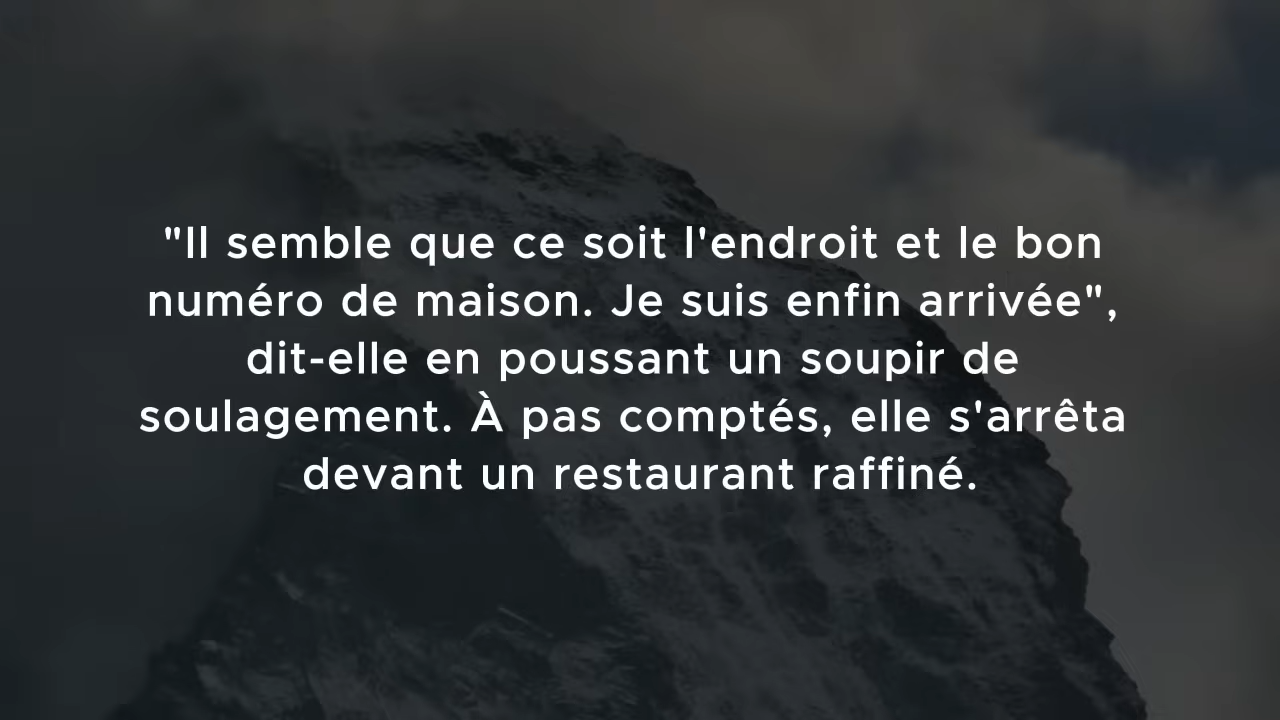 "Il semble que ce soit l'endroit et le bon
numéro de maison. Je suis enfin arrivée",
dit-elle en poussant un soupir de
soulagement. À pas comptés, elle s'arrêta
devant un restaurant raffiné.